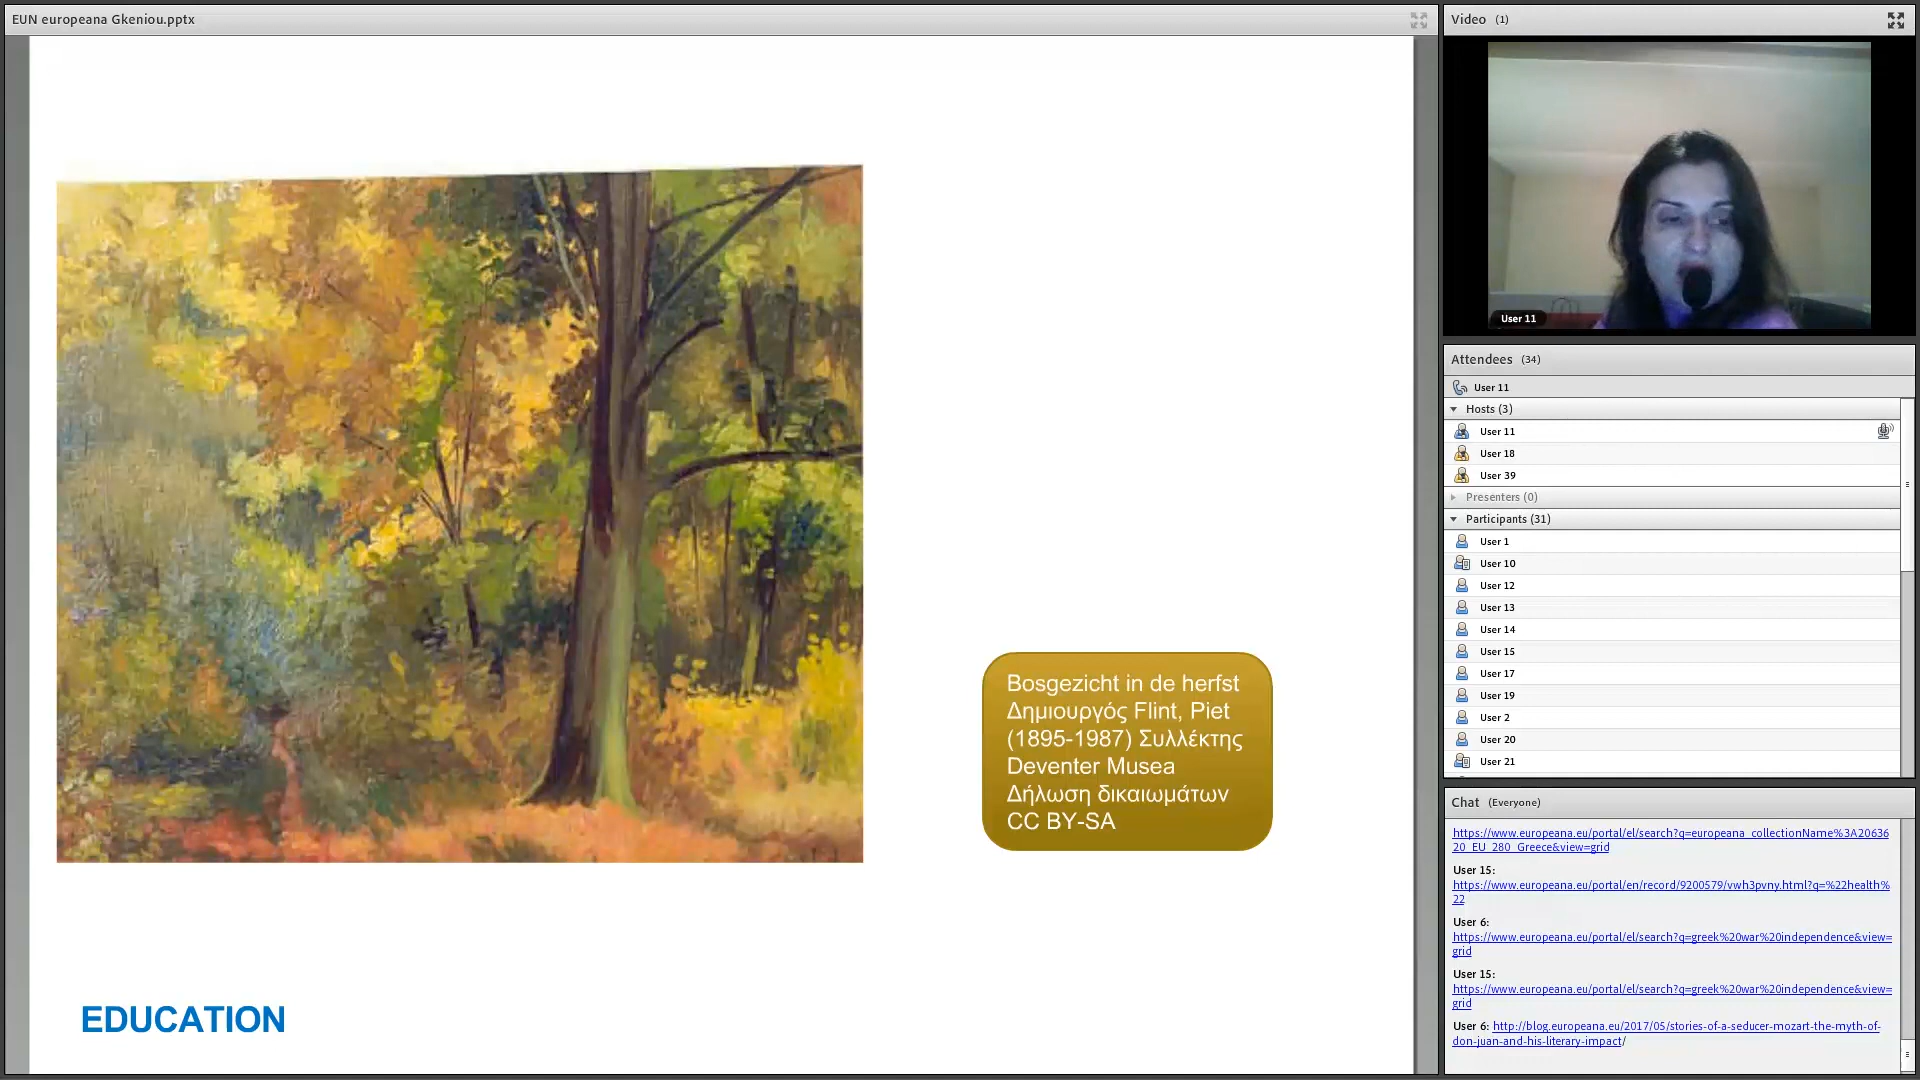 EUN europeana Gkeniou.pptx
Bosgezicht in de herfst
Δημιουργός Flint, Piet
(1895-1987) Συλλέκτης
Deventer Musea
Δήλωση δικαιωμάτων
CC BY-SA
EDUCATION
Video (1)
User 11
Attendees (34)
User 11
Hosts (3)
User 11
User 18
User 39
Presenters (0)
Participants (31)
User 1
User 10
User 12
User 13
User 14
User 15
User 17
User 19
User 2
User 20
User 21
Chat (Everyone)
https://www.europeana.eu/portal/el/search?q=europeana_collectionName%3A20636
20_EU_280_Greece&view=grid
User 15:
https://www.europeana.eu/portal/en/record/9200579/vwh3pvny.html?q=%22health%
22
User 6:
https://www.europeana.eu/portal/el/search?q=greek%20war%20independence&view=
grid
User 15:
https://www.europeana.eu/portal/el/search?q=greek%20war%20independence&view=
grid
User 6: http://blog.europeana.eu/2017/05/stories-of-a-seducer-mozart-the-myth-of-
don-juan-and-his-literary-impact/